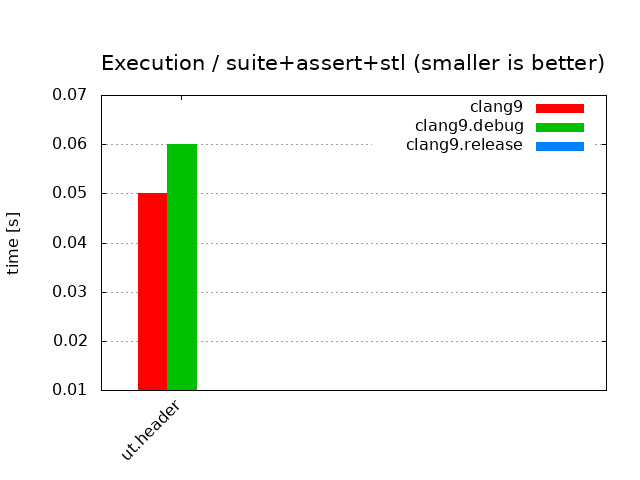 Execution / suite+assert+stl (smaller is better)
0.07
0.06
0.05
0.04
0.03
0.02
0.01
time [s]
clang9
clang9.debug
clang9.release
ut.header